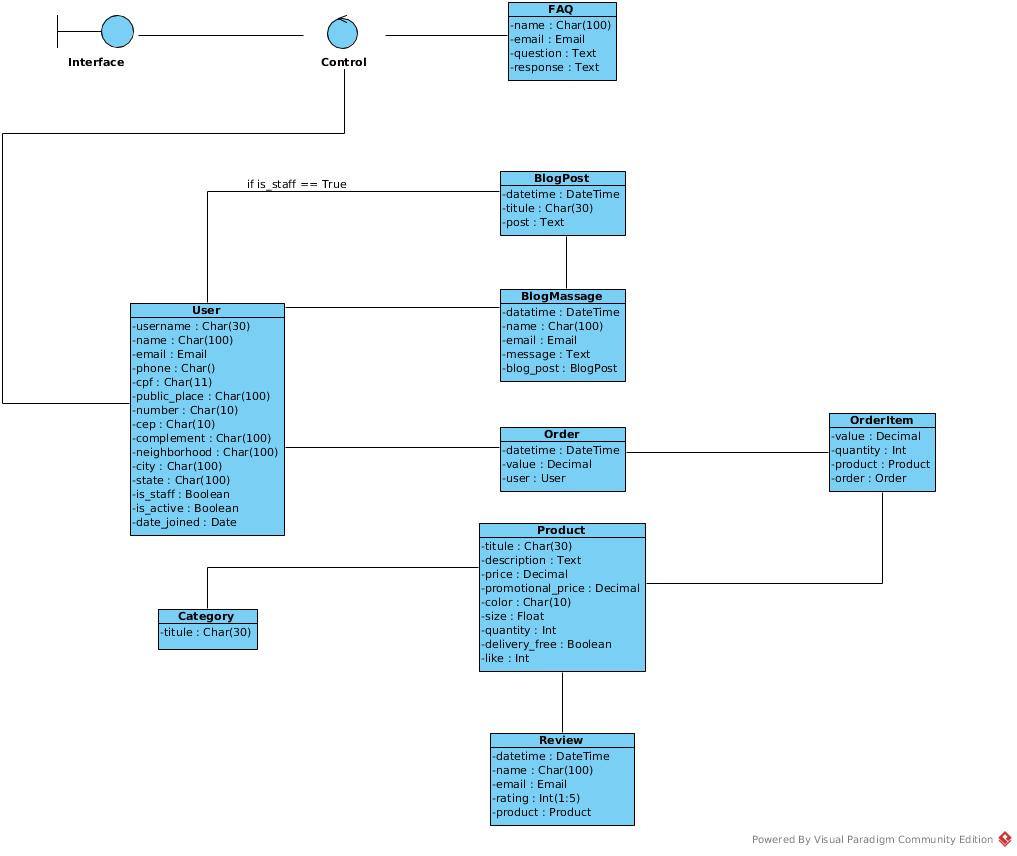 Interface
Control
FAQ
-name : Char(100)
-email : Email
-question : Text
-response : Text
if is_staff == True
BlogPost
-datetime : DateTime
-titule : Char(30)
-post : Text
User
-username : Char(30)
-name : Char(100)
-email : Email
-phone : Char()
-cpf : Char(11)
-public_place : Char(100)
-number : Char(10)
-cep : Char(10)
-complement : Char(100)
-neighborhood : Char(100)
-city : Char(100)
-state : Char(100)
-is_staff : Boolean
-is_active : Boolean
-date_joined : Date
BlogMassage
-datatime : DateTime
-name : Char(100)
-email : Email
-message : Text
-blog_post : BlogPost
Order
-datetime : DateTime
-value : Decimal
-user : User
OrderItem
-value : Decimal
-quantity : Int
-product : Product
-order : Order
Product
-titule : Char(30)
-description : Text
-price : Decimal
-promotional_price : Decimal
-color : Char(10)
-size : Float
-quantity : Int
-delivery_free : Boolean
-like : Int
Category
-titule : Char(30)
Review
-datetime : DateTime
-name : Char(100)
-email : Email
-rating : Int(1:5)
-product : Product
Powered By Visual Paradigm Community Edition